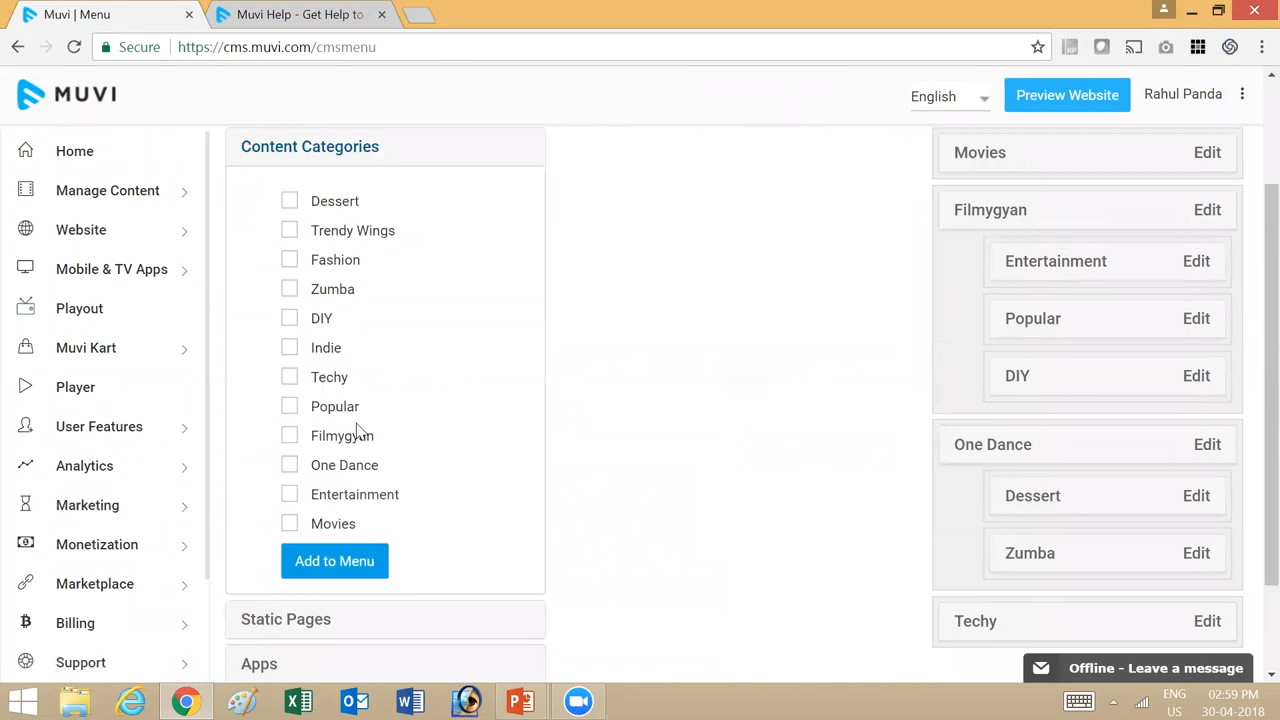 Muvi | Menu
Muvi Help - Get Help to
Secure
https://cms.muvi.com/cmsmenu
MUVI
English
Preview Website
Rahul Panda
Home
Manage Content
Website
Mobile & TV Apps
Playout
Muvi Kart
Player
User Features
Analytics
Marketing
Monetization
Marketplace
Billing
Support
Content Categories
Dessert
Trendy Wings
Fashion
Zumba
DIY
Indie
Techy
Popular
Filmygyan
One Dance
Entertainment
Movies
Add to Menu
Static Pages
Apps
Movies Edit
Filmygyan Edit
Entertainment Edit
Popular Edit
DIY Edit
One Dance Edit
Dessert Edit
Zumba Edit
Techy Edit
Offline - Leave a message
ENG
US
02:59 PM
30-04-2018